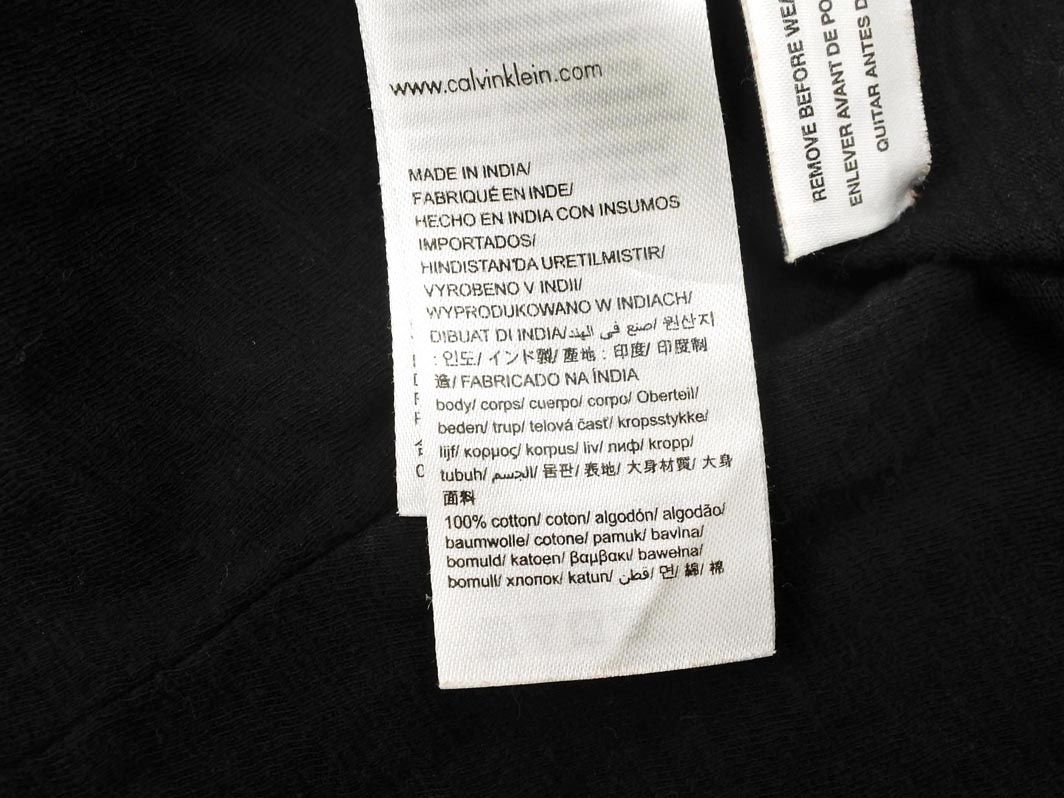 www.calvinklein.com
MADE IN INDIA/
FABRIQUÉ EN INDE/
HECHO EN INDIA CON INSUMOS
IMPORTADOS/
HINDISTAN'DA URETILMISTIR/
VYROBENO V INDII/
WYPRODUKOWANO W INDIACH/
DIBUAT DI INDIA/صنع في الهند/ 원산지
: 인도/ インド製/ 產地 : 印度/ 印度制
造/ FABRICADO NA ÍNDIA
body/ corps/ cuerpo/ corpo/ Oberteil/
beden/ trup/ telová časť/ kropsstykke/
lijf/ κορμος/ korpus/ liv/ лиф/ kropp/
tubuh/ الجسم/ 몸판/ 表地/ 大身材質/ 大身
面料
100% cotton/ coton/ algodón/ algodão/
baumwolle/ cotone/ pamuk/ bavlna/
bomuld/ katoen/ βαμβακι/ bawełna/
bomull/ хлопок/ katun/ قطن/ 면/ 綿/ 棉
REMOVE BEFORE
ENLEVER AVANT DE
QUITAR ANTES